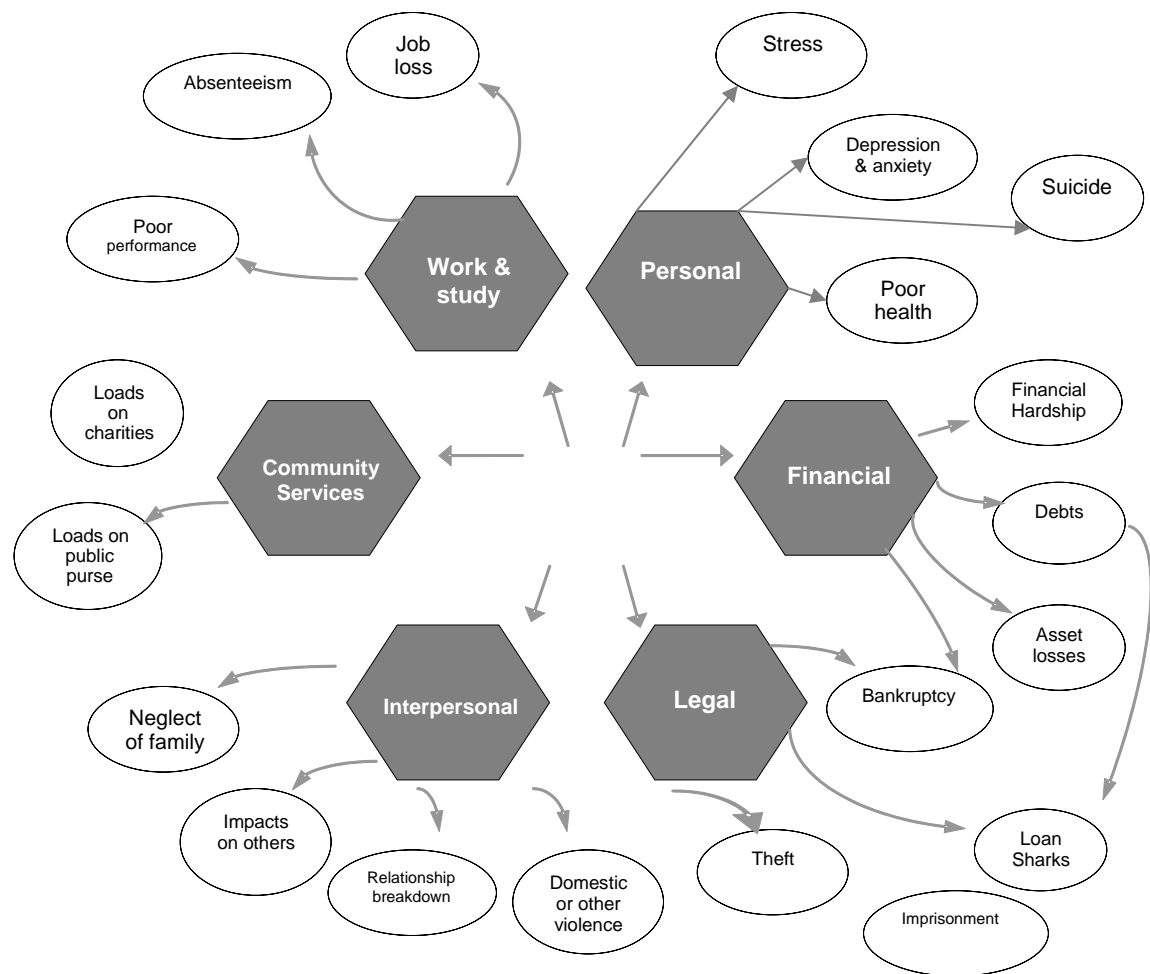 Job
loss
Stress
Absenteeism
Depression
& anxiety
Suicide
Poor
performance
Work &
study
Personal
Poor
health
Loads
on
charities
Financial
Hardship
Community
Services
Financial
Loads on
public
purse
Debts
Asset
losses
Neglect
of family
Interpersonal
Legal
Bankruptcy
Impacts
on others
Relationship
breakdown
Domestic
or other
violence
Theft
Loan
Sharks
Imprisonment